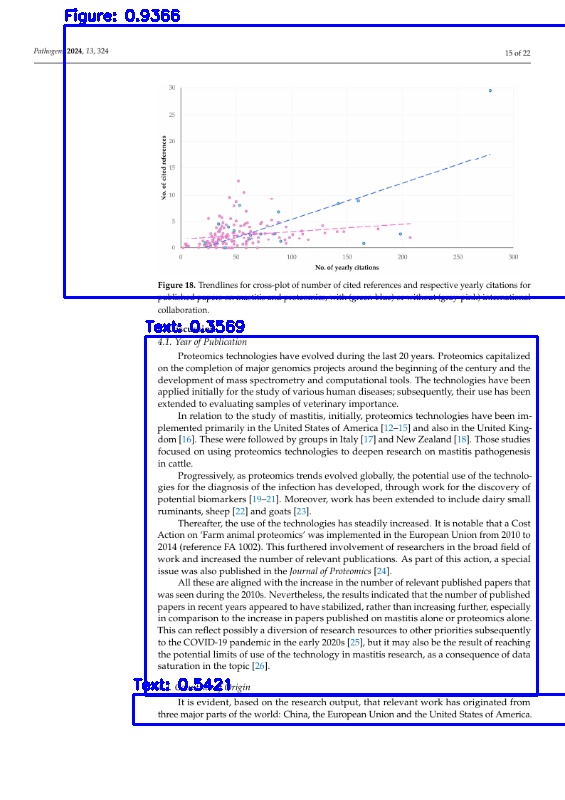 Figure: 0.9366
Pathogens 2024, 13, 324
15 of 22
30
25
20
15
10
5
0
No. of cited references
0 50 100 150 200 250 300
No. of yearly citations
Figure 18. Trendlines for cross-plot of number of cited references and respective yearly citations for
published papers on mastitis and proteomics, with (green-blue) or without (gray-pink) international
collaboration.
Text: 0.3569
4.1. Year of Publication
Proteomics technologies have evolved during the last 20 years. Proteomics capitalized
on the completion of major genomics projects around the beginning of the century and the
development of mass spectrometry and computational tools. The technologies have been
applied initially for the study of various human diseases; subsequently, their use has been
extended to evaluating samples of veterinary importance.
In relation to the study of mastitis, initially, proteomics technologies have been im-
plemented primarily in the United States of America [12–15] and also in the United King-
dom [16]. These were followed by groups in Italy [17] and New Zealand [18]. Those studies
focused on using proteomics technologies to deepen research on mastitis pathogenesis
in cattle.
Progressively, as proteomics trends evolved globally, the potential use of the technolo-
gies for the diagnosis of the infection has developed, through work for the discovery of
potential biomarkers [19–21]. Moreover, work has been extended to include dairy small
ruminants, sheep [22] and goats [23].
Thereafter, the use of the technologies has steadily increased. It is notable that a Cost
Action on 'Farm animal proteomics' was implemented in the European Union from 2010 to
2014 (reference FA 1002). This furthered involvement of researchers in the broad field of
work and increased the number of relevant publications. As part of this action, a special
issue was also published in the Journal of Proteomics [24].
All these are aligned with the increase in the number of relevant published papers that
was seen during the 2010s. Nevertheless, the results indicated that the number of published
papers in recent years appeared to have stabilized, rather than increasing further, especially
in comparison to the increase in papers published on mastitis alone or proteomics alone.
This can reflect possibly a diversion of research resources to other priorities subsequently
to the COVID-19 pandemic in the early 2020s [25], but it may also be the result of reaching
the potential limits of use of the technology in mastitis research, as a consequence of data
saturation in the topic [26].
Text: 0.5421
Origin
It is evident, based on the research output, that relevant work has originated from
three major parts of the world: China, the European Union and the United States of America.